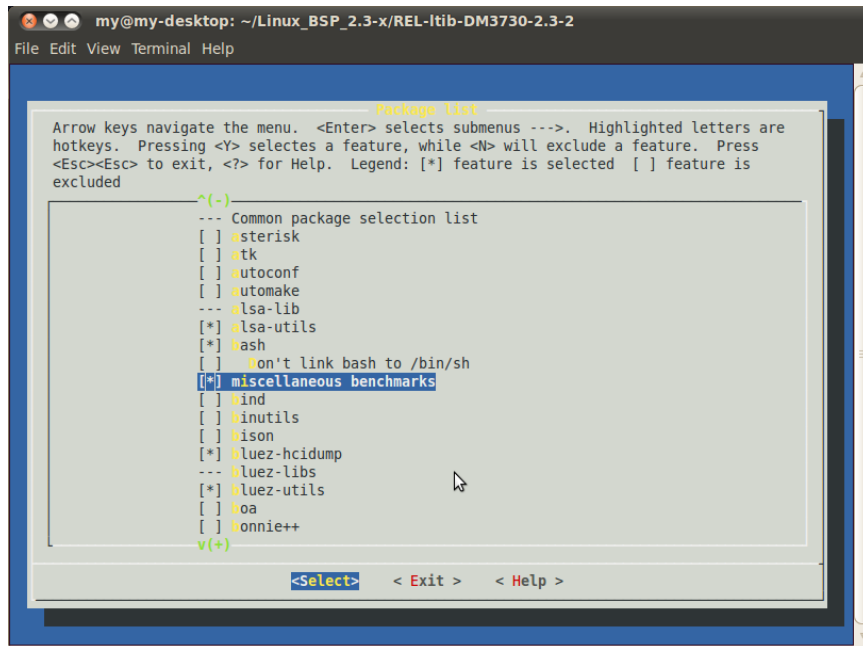 my@my-desktop: ~/Linux_BSP_2.3-x/REL-ltib-DM3730-2.3-2
File Edit View Terminal Help
Package list
Arrow keys navigate the menu. <Enter> selects submenus --->. Highlighted letters are
hotkeys. Pressing <Y> selectes a feature, while <N> will exclude a feature. Press
<Esc><Esc> to exit, <?> for Help. Legend: [*] feature is selected [ ] feature is
excluded
^(-)
--- Common package selection list
[ ] asterisk
[ ] atk
[ ] autoconf
[ ] automake
--- alsa-lib
[*] alsa-utils
[*] bash
[ ] Don't link bash to /bin/sh
[*] miscellaneous benchmarks
[ ] bind
[ ] binutils
[ ] bison
[*] bluez-hcidump
--- bluez-libs
[*] bluez-utils
[ ] boa
[ ] bonnie++
v(+)
<Select> < Exit > < Help >